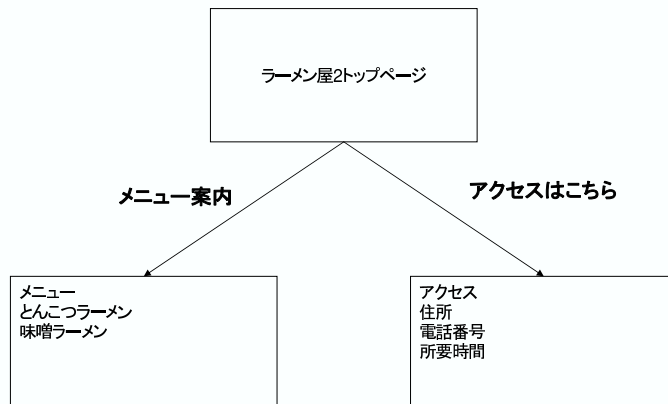 ラーメン屋2トップページ
メニュー案内
アクセスはこちら
メニュー
とんこつラーメン
味噌ラーメン
アクセス
住所
電話番号
所要時間